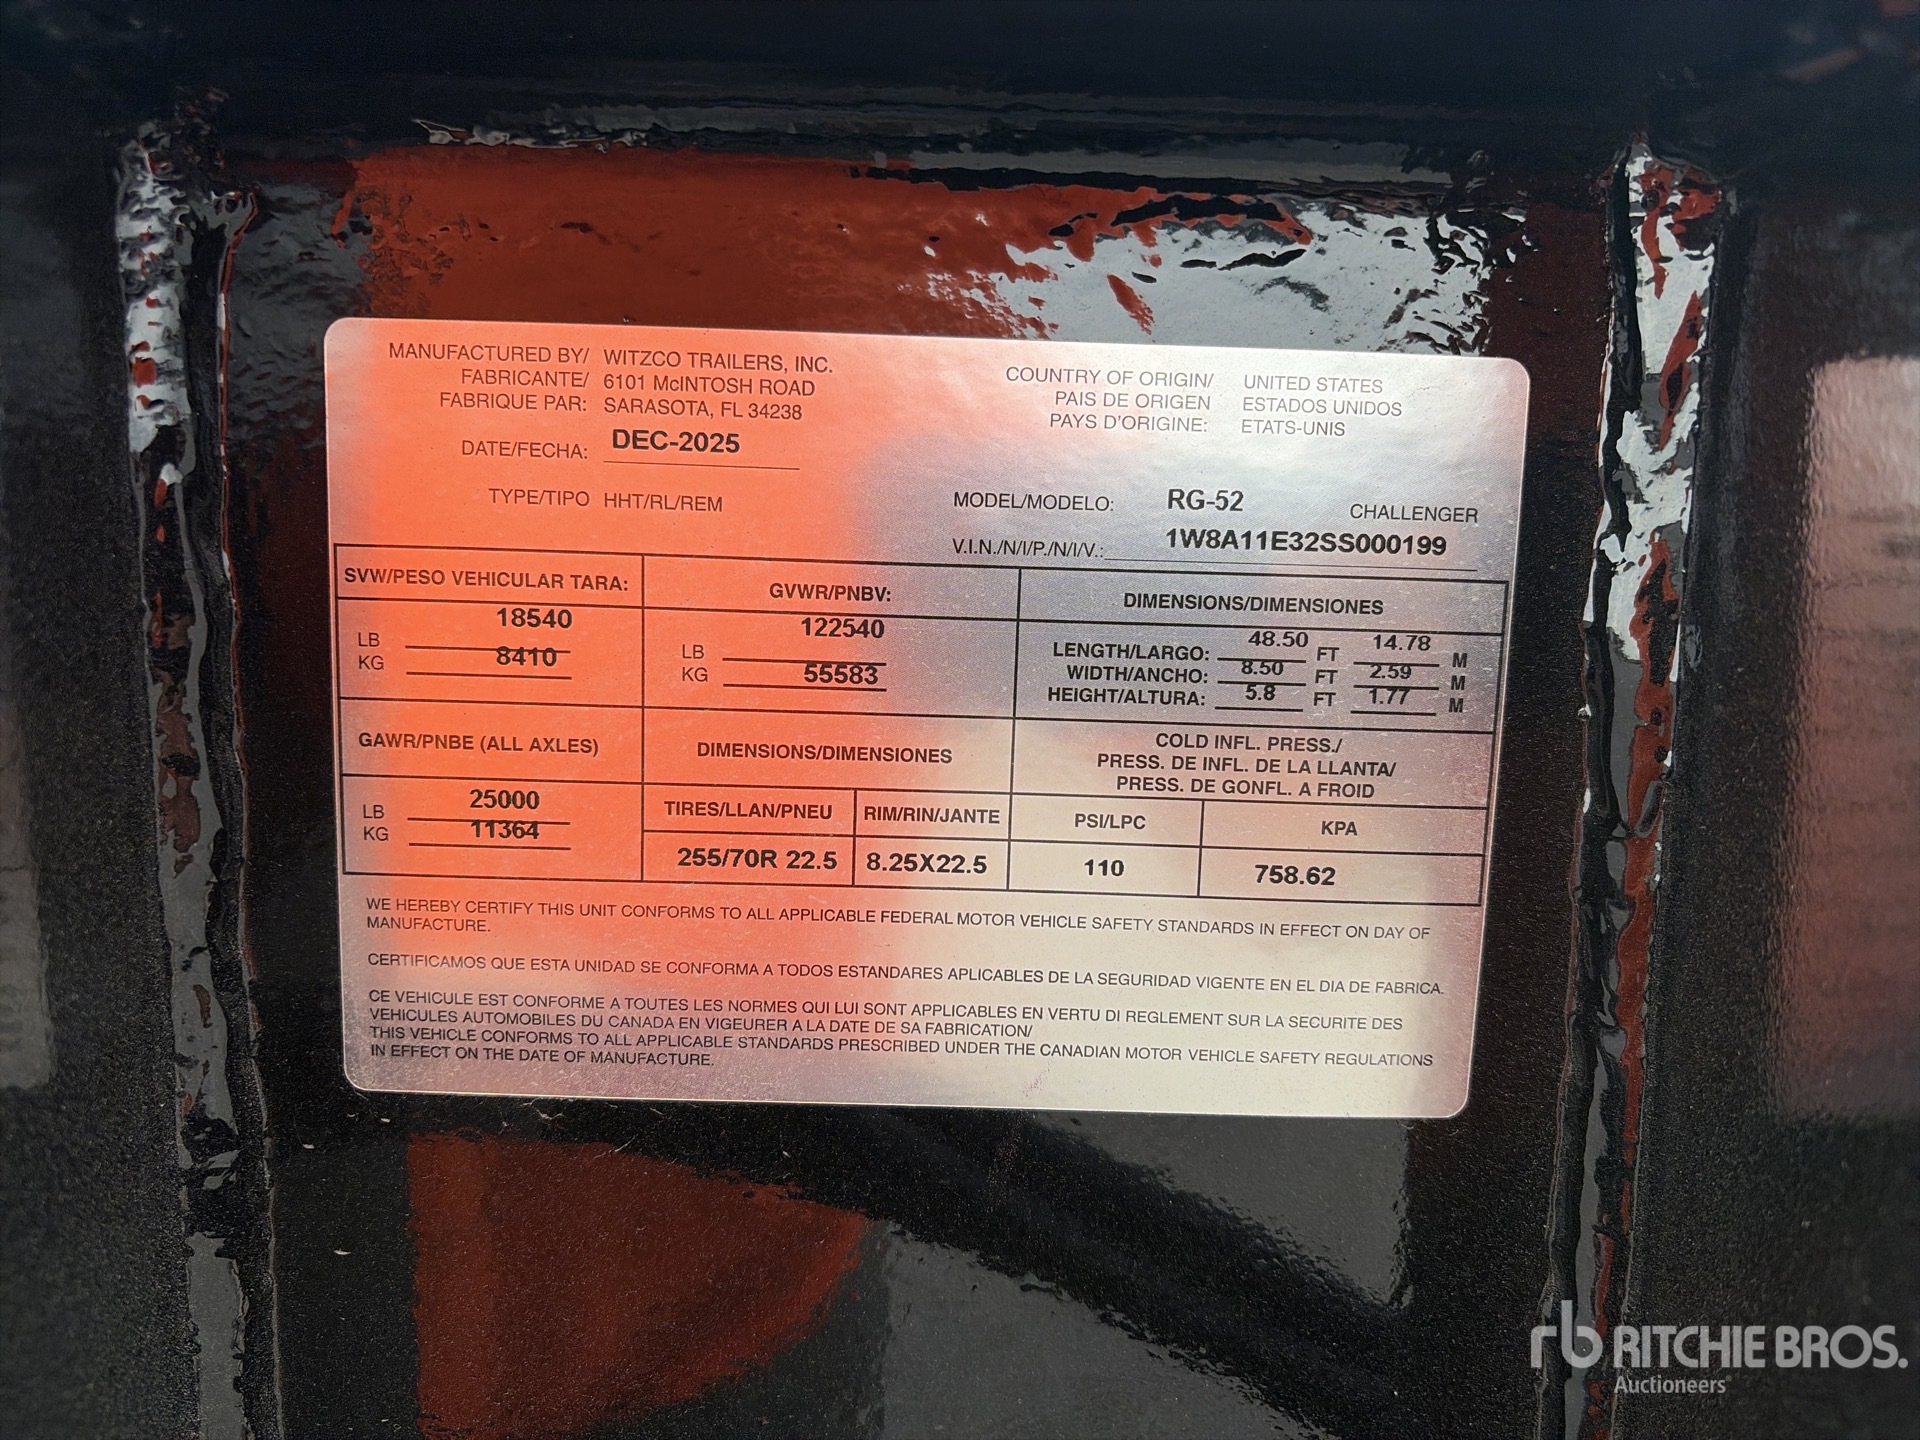 MANUFACTURED BY/ WITZCO TRAILERS, INC.
FABRICANTE/ 6101 McINTOSH ROAD
FABRIQUE PAR: SARASOTA, FL 34238
COUNTRY OF ORIGIN/ UNITED STATES
PAIS DE ORIGEN ESTADOS UNIDOS
PAYS D'ORIGINE: ETATS-UNIS
DATE/FECHA: DEC-2025
TYPE/TIPO HHT/RL/REM
MODEL/MODELO: RG-52 CHALLENGER
V.I.N./N/I/P./N/I/V.: 1W8A11E32SS000199
SVW/PESO VEHICULAR TARA:
18540
LB
KG 8410
GVWR/PNBV:
122540
LB
KG 55583
DIMENSIONS/DIMENSIONES
LENGTH/LARGO: 48.50 FT 14.78 M
WIDTH/ANCHO: 8.50 FT 2.59 M
HEIGHT/ALTURA: 5.8 FT 1.77 M
GAWR/PNBE (ALL AXLES)
LB 25000
KG 11364
DIMENSIONS/DIMENSIONES
TIRES/LLAN/PNEU RIM/RIN/JANTE
255/70R 22.5 8.25X22.5
COLD INFL. PRESS./
PRESS. DE INFL. DE LA LLANTA/
PRESS. DE GONFL. A FROID
PSI/LPC KPA
110 758.62
WE HEREBY CERTIFY THIS UNIT CONFORMS TO ALL APPLICABLE FEDERAL MOTOR VEHICLE SAFETY STANDARDS IN EFFECT ON DAY OF
MANUFACTURE.
CERTIFICAMOS QUE ESTA UNIDAD SE CONFORMA A TODOS ESTANDARES APLICABLES DE LA SEGURIDAD VIGENTE EN EL DIA DE FABRICA.
CE VEHICULE EST CONFORME A TOUTES LES NORMES QUI LUI SONT APPLICABLES EN VERTU DI REGLEMENT SUR LA SECURITE DES
VEHICULES AUTOMOBILES DU CANADA EN VIGEURER A LA DATE DE SA FABRICATION/
THIS VEHICLE CONFORMS TO ALL APPLICABLE STANDARDS PRESCRIBED UNDER THE CANADIAN MOTOR VEHICLE SAFETY REGULATIONS
IN EFFECT ON THE DATE OF MANUFACTURE.
rb RITCHIE BROS.
Auctioneers